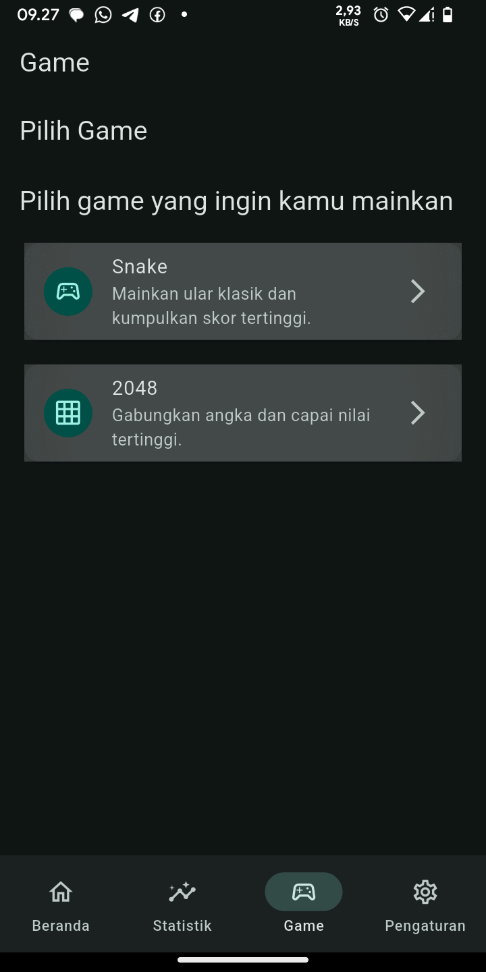 09.27
2,93
KB/S
Game
Pilih Game
Pilih game yang ingin kamu mainkan
Snake
Mainkan ular klasik dan
kumpulkan skor tertinggi.
2048
Gabungkan angka dan capai nilai
tertinggi.
Beranda
Statistik
Game
Pengaturan